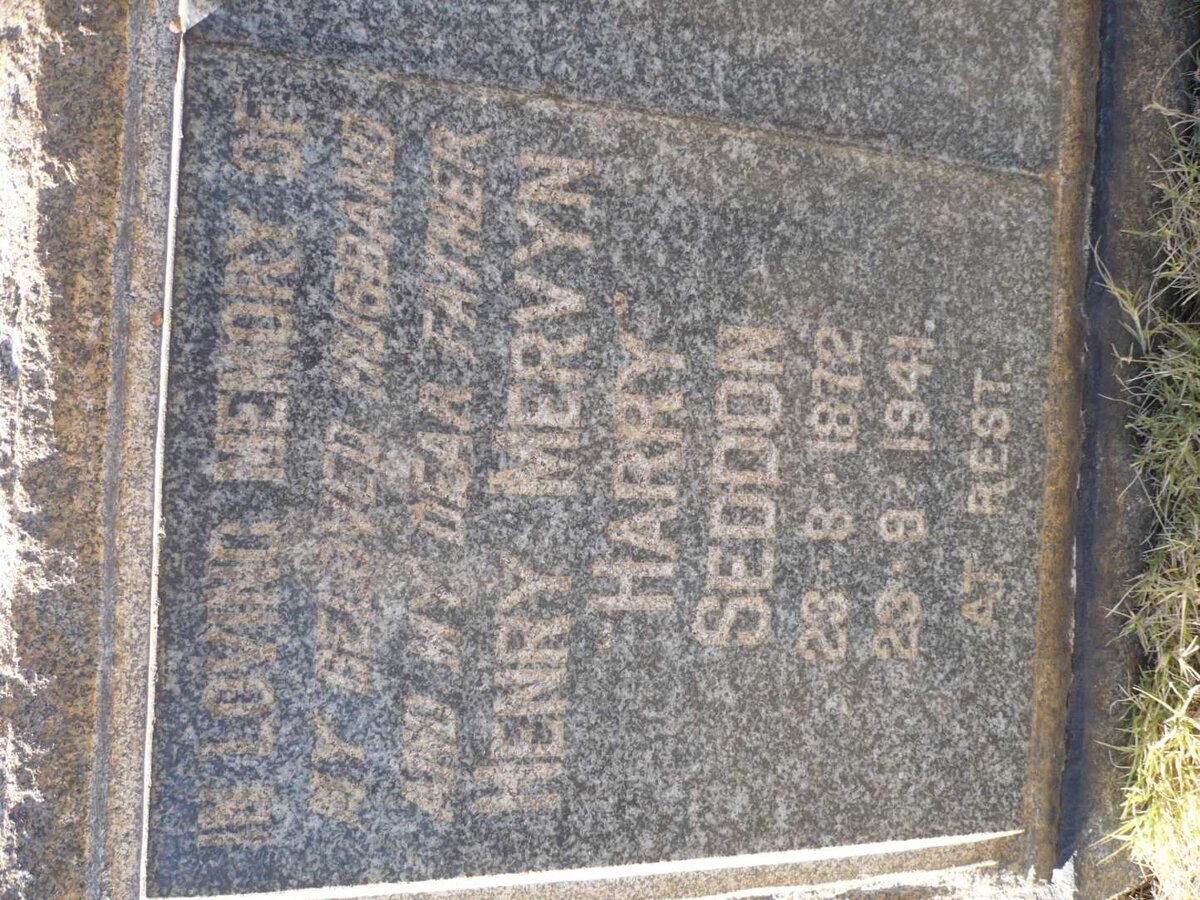 IN LOVING MEMORY OF
MY BELOVED HUSBAND
AND MY DEAR FATHER
HENRY MERVYN
"HARRY"
SEDDON
23·8·1872
23·9·1941.
AT REST.